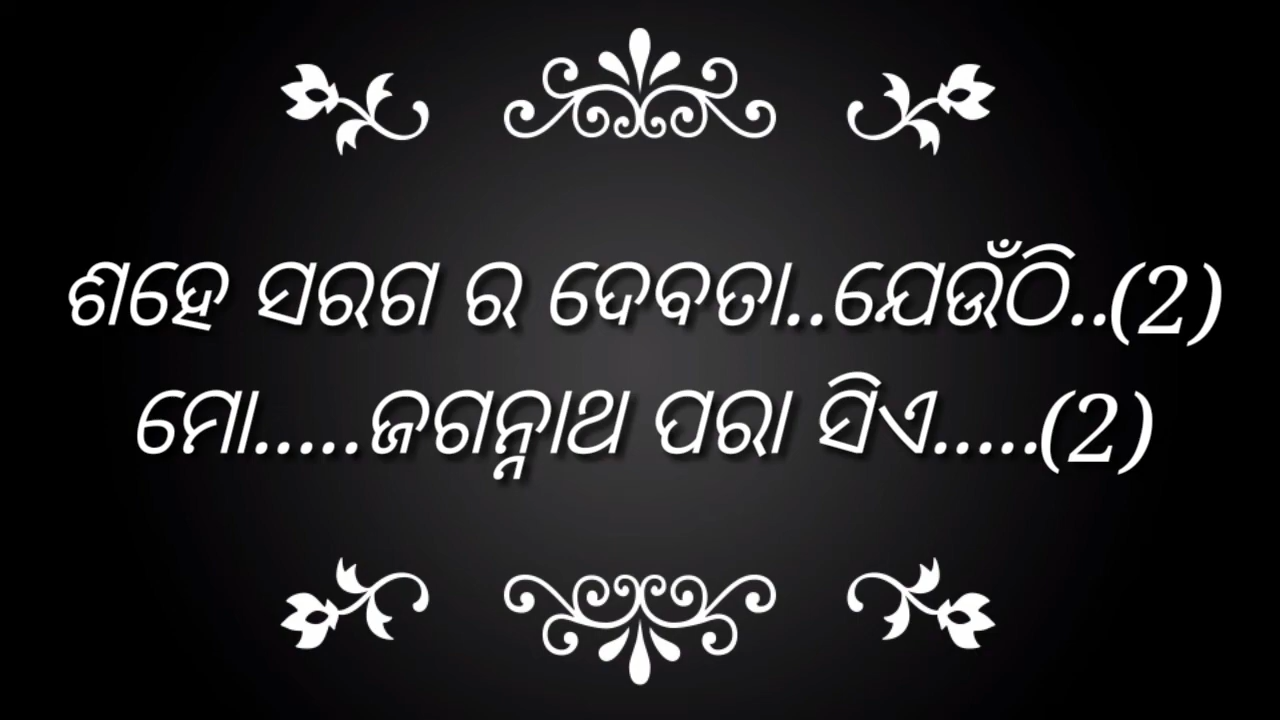 ଶହେ ସରଗ ର ଦେବତା..ଯେଉଁଠି..(2)
ମୋ.....ଜଗନ୍ନାଥ ପରା ସିଏ.....(2)